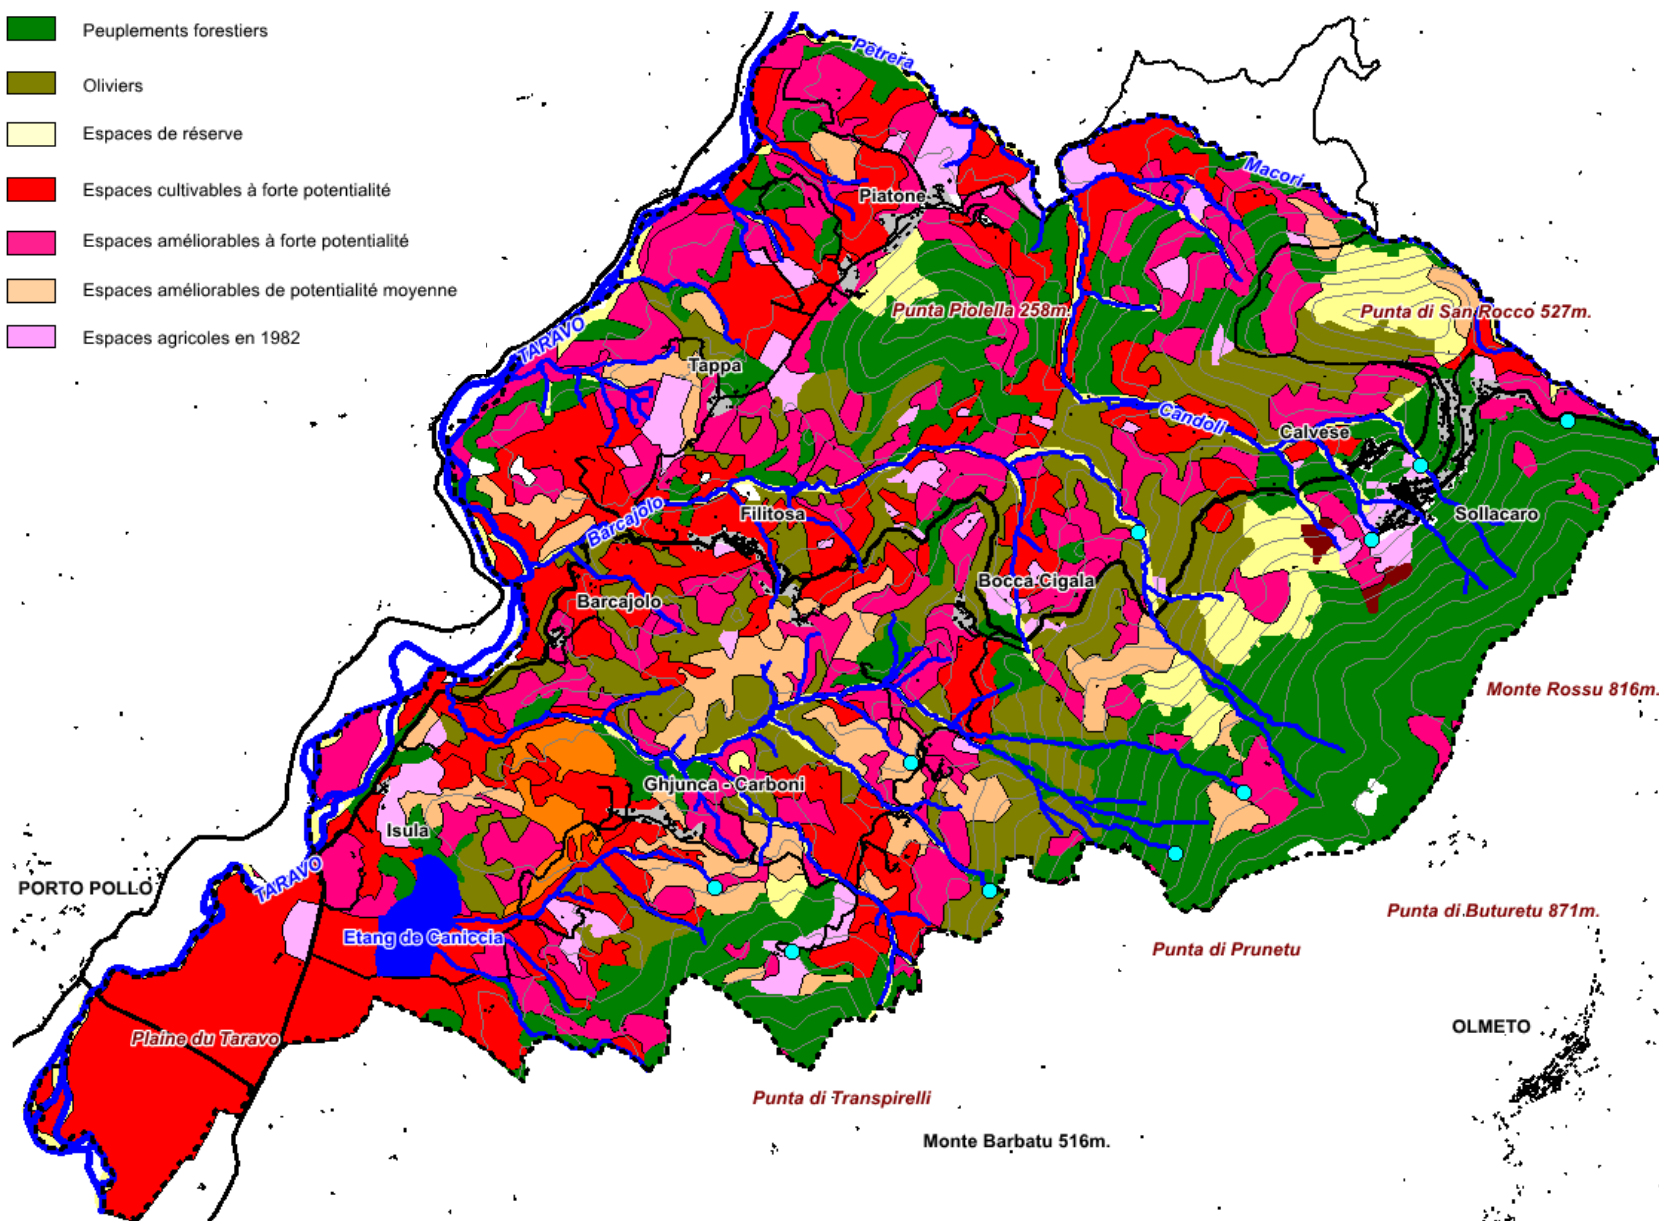 Peuplements forestiers
Oliviers
Espaces de réserve
Espaces cultivables à forte potentialité
Espaces améliorables à forte potentialité
Espaces améliorables de potentialité moyenne
Espaces agricoles en 1982
Petrera
Macori
Piatone
Punta Piolella 258m.
Punta di San Rocco 527m.
TARAVO
Tappa
Candoli
Calvese
Barcajolo
Filitosa
Sollacaro
Bocca Cigala
Barcajolo
Monte Rossu 816m.
Ghjunca - Carboni
Isula
TARAVO
PORTO POLLO
Etang de Caniccia
Punta di Buturetu 871m.
Punta di Prunetu
Plaine du Taravo
OLMETO
Punta di Transpirelli
Monte Barbatu 516m.